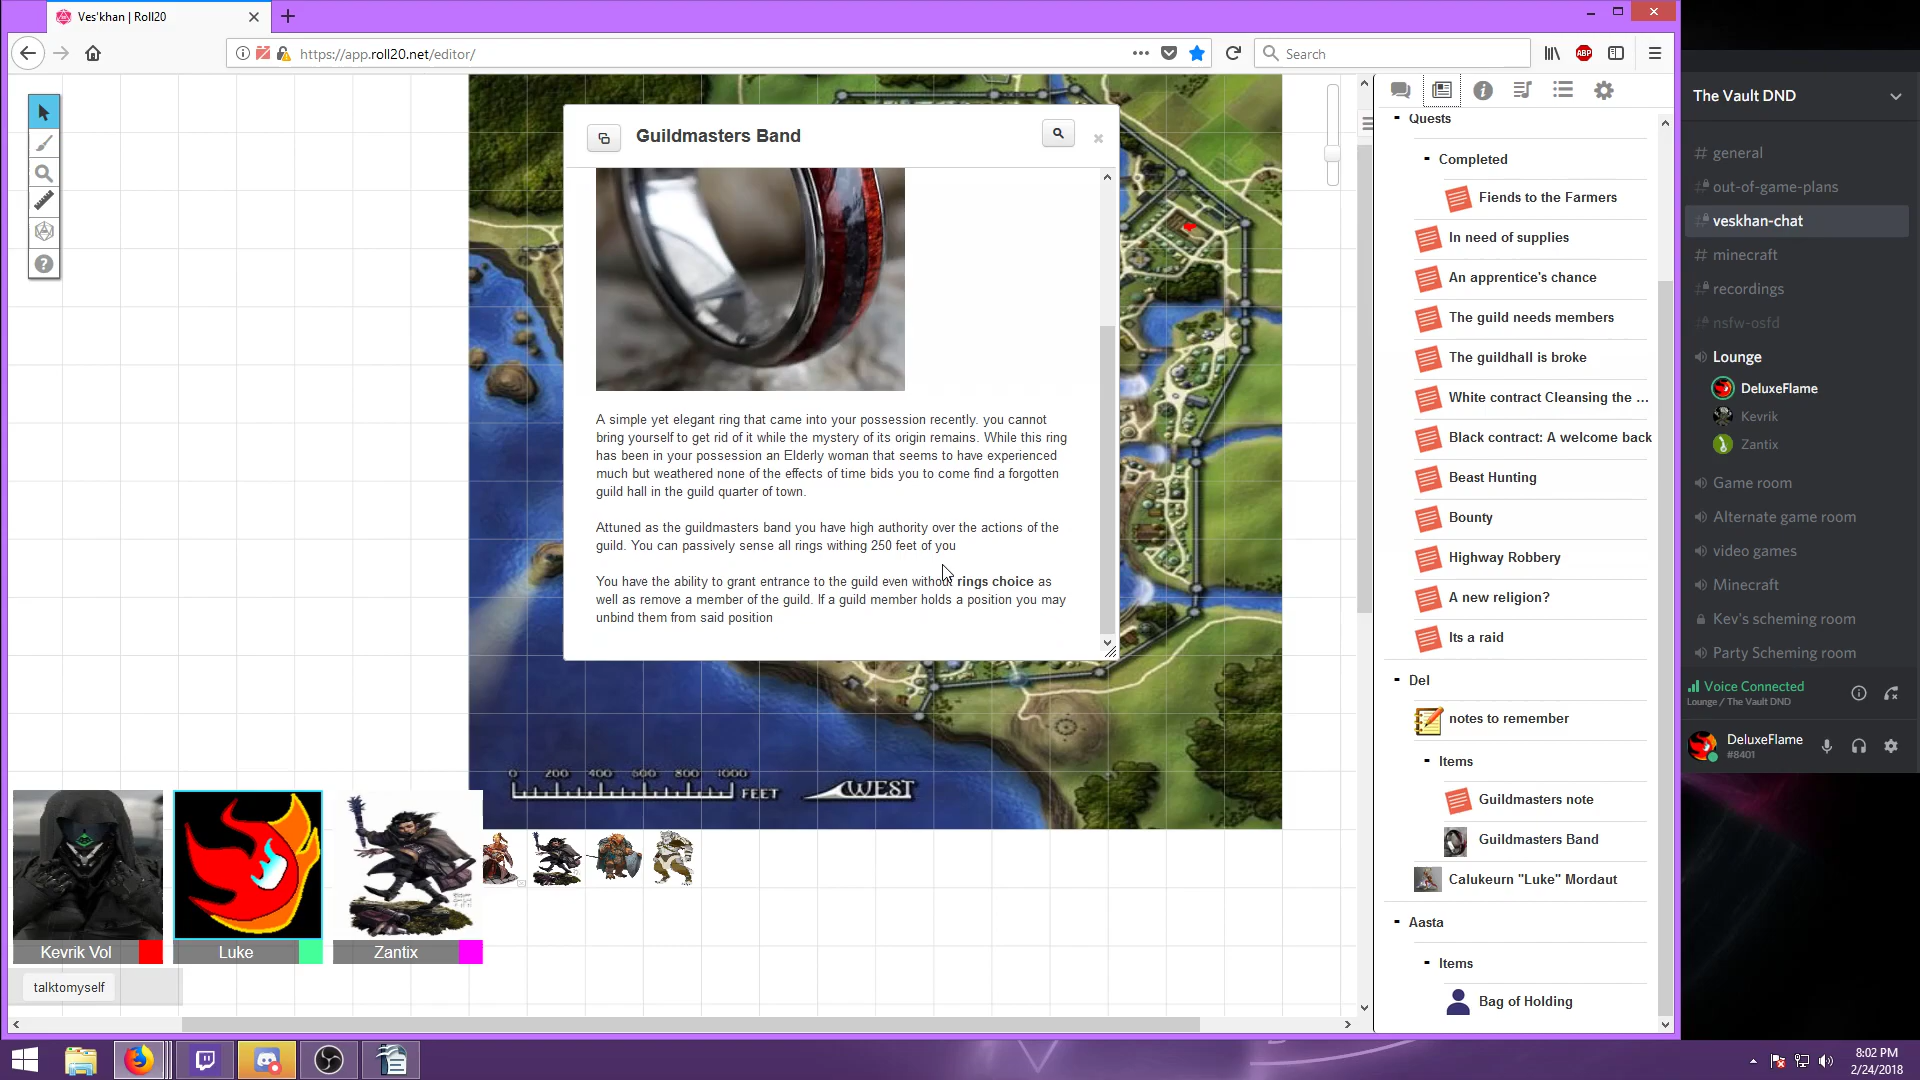 Ves'khan | Roll20
https://app.roll20.net/editor/
Search
ABP
Guildmasters Band
A simple yet elegant ring that came into your possession recently. you cannot
bring yourself to get rid of it while the mystery of its origin remains. While this ring
has been in your possession an Elderly woman that seems to have experienced
much but weathered none of the effects of time bids you to come find a forgotten
guild hall in the guild quarter of town.
Attuned as the guildmasters band you have high authority over the actions of the
guild. You can passively sense all rings withing 250 feet of you
You have the ability to grant entrance to the guild even without rings choice as
well as remove a member of the guild. If a guild member holds a position you may
unbind them from said position
0 200 400 600 800 1000 FEET
WEST
Kevrik Vol
Luke
Zantix
talktomyself
Quests
Completed
Fiends to the Farmers
In need of supplies
An apprentice's chance
The guild needs members
The guildhall is broke
White contract Cleansing the ...
Black contract: A welcome back
Beast Hunting
Bounty
Highway Robbery
A new religion?
Its a raid
Del
notes to remember
Items
Guildmasters note
Guildmasters Band
Calukeurn "Luke" Mordaut
Aasta
Items
Bag of Holding
The Vault DND
# general
# out-of-game-plans
# veskhan-chat
# minecraft
# recordings
# nsfw-osfd
Lounge
DeluxeFlame
Kevrik
Zantix
Game room
Alternate game room
video games
Minecraft
Kev's scheming room
Party Scheming room
Voice Connected
Lounge / The Vault DND
DeluxeFlame
#8401
8:02 PM
2/24/2018